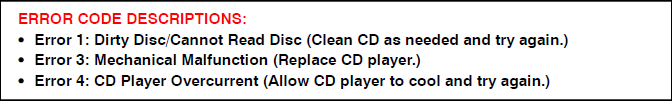 ERROR CODE DESCRIPTIONS:
• Error 1: Dirty Disc/Cannot Read Disc (Clean CD as needed and try again.)
• Error 3: Mechanical Malfunction (Replace CD player.)
• Error 4: CD Player Overcurrent (Allow CD player to cool and try again.)